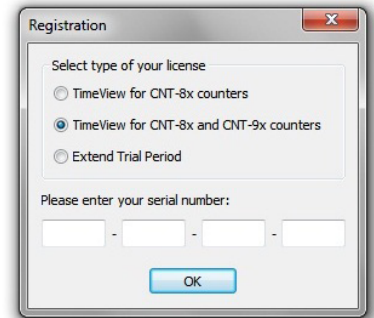 Registration
Select type of your license
TimeView for CNT-8x counters
TimeView for CNT-8x and CNT-9x counters
Extend Trial Period
Please enter your serial number:
- - -
OK